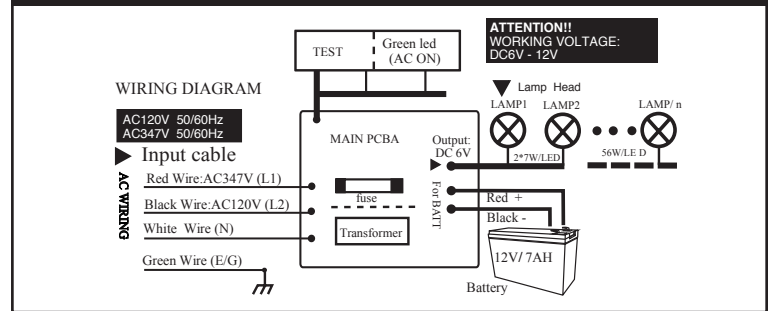 ATTENTION!!
WORKING VOLTAGE:
DC6V - 12V
TEST
Green led
(AC ON)
WIRING DIAGRAM
Lamp Head
LAMP1
LAMP2
LAMP/ n
AC120V 50/60Hz
AC347V 50/60Hz
MAIN PCBA
Output:
DC 6V
2*7W/LED
56W/LE D
Input cable
AC WIRING
Red Wire:AC347V (L1)
Black Wire:AC120V (L2)
White Wire (N)
Green Wire (E/G)
fuse
Transformer
For BATT
Red +
Black -
12V/ 7AH
Battery